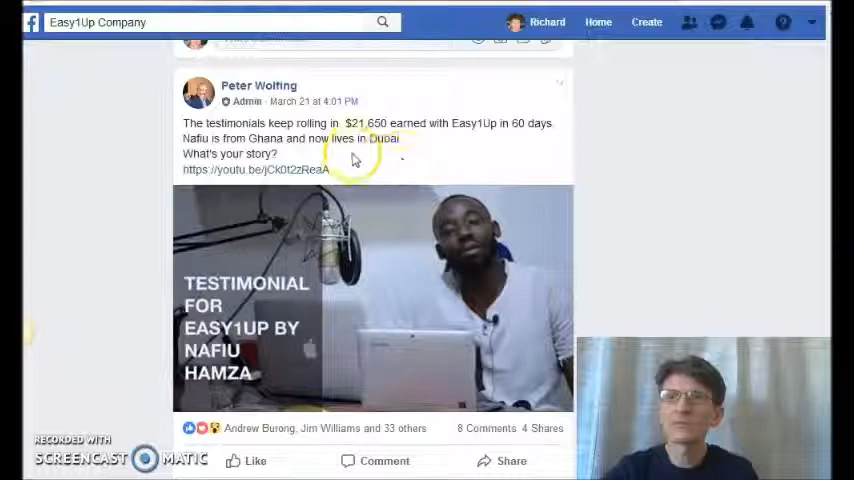 Easy1Up Company
Richard
Home
Create
Peter Wolfing
Admin · March 21 at 4:01 PM
The testimonials keep rolling in $21,650 earned with Easy1Up in 60 days
Nafiu is from Ghana and now lives in Dubai
What's your story?
https://youtu.be/jCk0t2zReaA
TESTIMONIAL
FOR
EASY1UP BY
NAFIU
HAMZA
Andrew Burong, Jim Williams and 33 others
8 Comments 4 Shares
RECORDED WITH
SCREENCAST MATIC
Like
Comment
Share